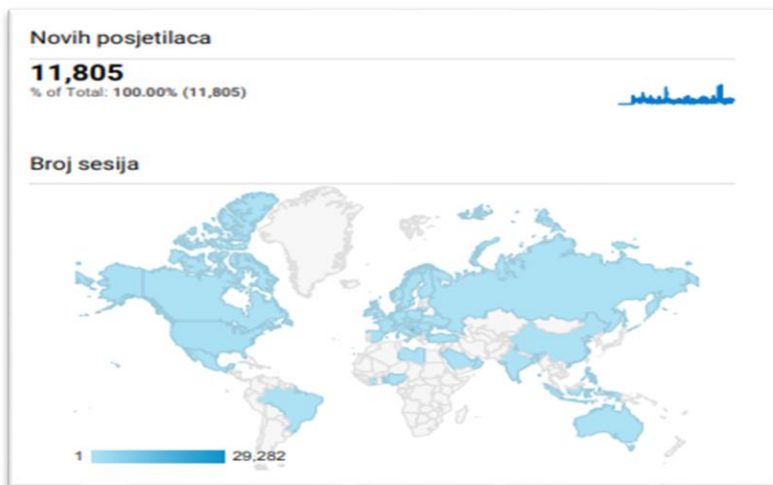 Novih posjetilaca
11,805
% of Total: 100.00% (11,805)
Broj sesija
1 29,282